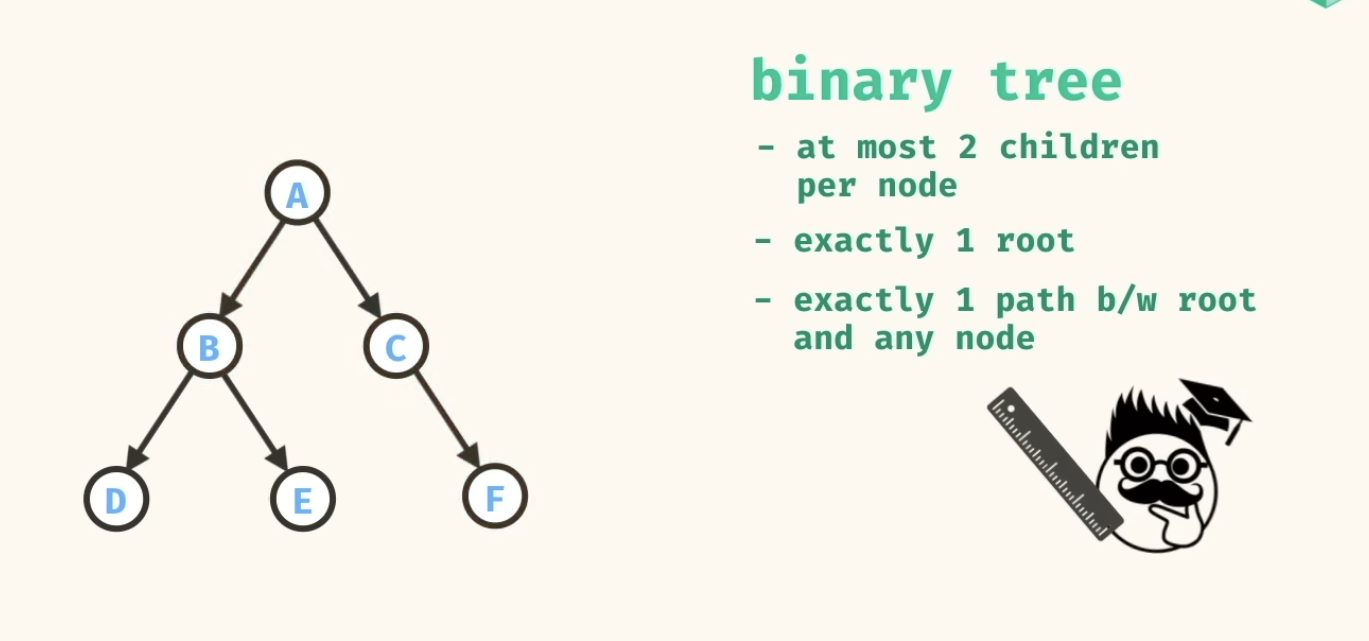 binary tree
- at most 2 children
per node
- exactly 1 root
- exactly 1 path b/w root
and any node
A
B
C
D
E
F